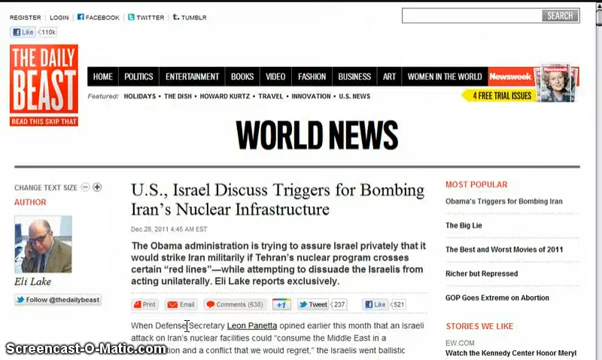 REGISTER LOGIN FACEBOOK TWITTER TUMBLR
SEARCH
Like 110k
THE DAILY
BEAST
READ THIS SKIP THAT
HOME POLITICS ENTERTAINMENT BOOKS VIDEO FASHION BUSINESS ART WOMEN IN THE WORLD Newsweek
Featured: HOLIDAYS • THE DISH • HOWARD KURTZ • TRAVEL • INNOVATION • U.S. NEWS
4 FREE TRIAL ISSUES
WORLD NEWS
CHANGE TEXT SIZE
AUTHOR
Eli Lake
Follow @thedailybeast
U.S., Israel Discuss Triggers for Bombing
Iran's Nuclear Infrastructure
Dec 28, 2011 4:45 AM EST
The Obama administration is trying to assure Israel privately that it
would strike Iran militarily if Tehran's nuclear program crosses
certain “red lines”—while attempting to dissuade the Israelis from
acting unilaterally. Eli Lake reports exclusively.
Print Email Comments (638) +1 Tweet 237 Like 521
When Defense Secretary Leon Panetta opined earlier this month that an Israeli
attack on Iran's nuclear facilities could “consume the Middle East in a
and a conflict that we would regret,” the Israelis went ballistic
MOST POPULAR
Obama's Triggers for Bombing Iran
The Big Lie
The Best and Worst Movies of 2011
Richer but Repressed
GOP Goes Extreme on Abortion
STORIES WE LIKE
EW.COM
Watch the Kennedy Center Honor Meryl
Screencast-O-Matic.com